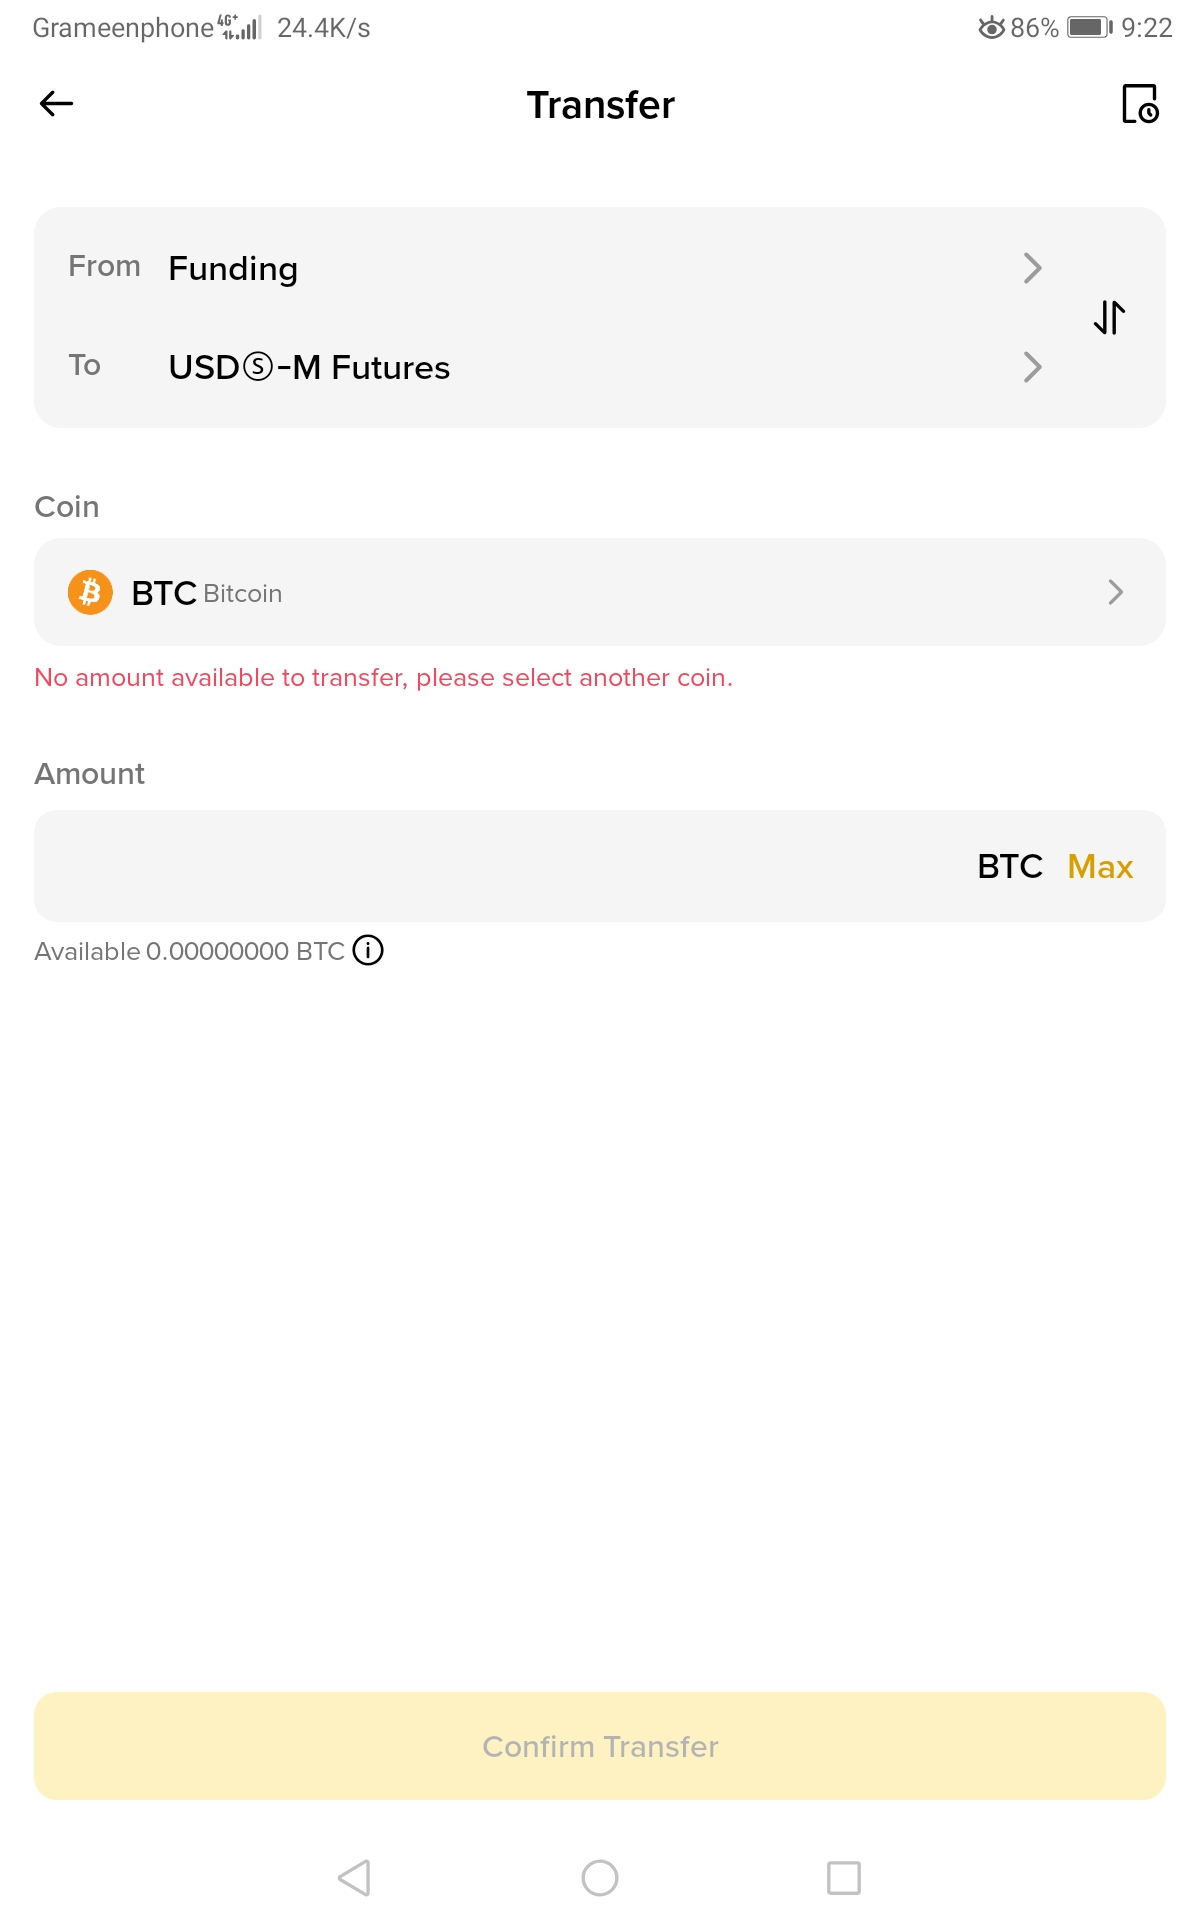 Grameenphone 4G+ 24.4K/s 86% 9:22
Transfer
From Funding
To USDⓈ-M Futures
Coin
BTC Bitcoin
No amount available to transfer, please select another coin.
Amount
BTC Max
Available 0.00000000 BTC
Confirm Transfer